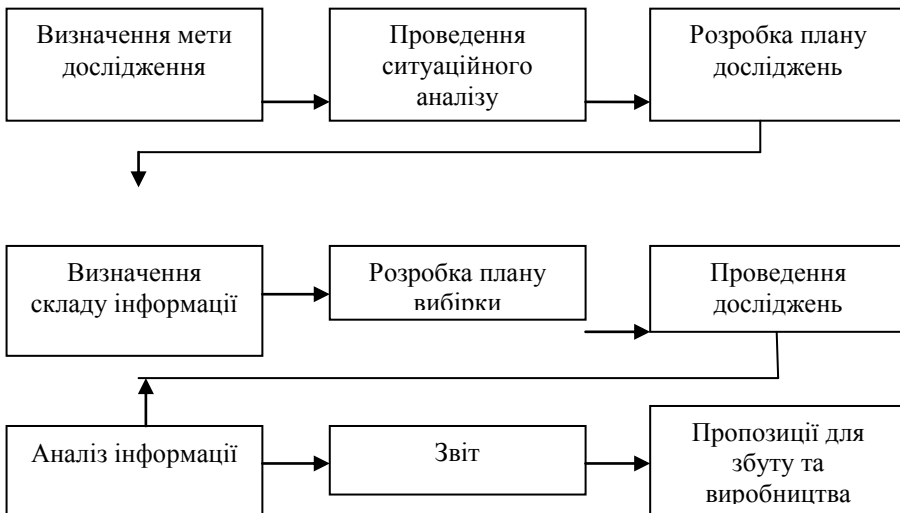 Визначення мети
дослідження
Проведення
ситуаційного
аналізу
Розробка плану
досліджень
Визначення
складу інформації
Розробка плану
вибірки
Проведення
досліджень
Аналіз інформації
Звіт
Пропозиції для
збуту та
виробництва